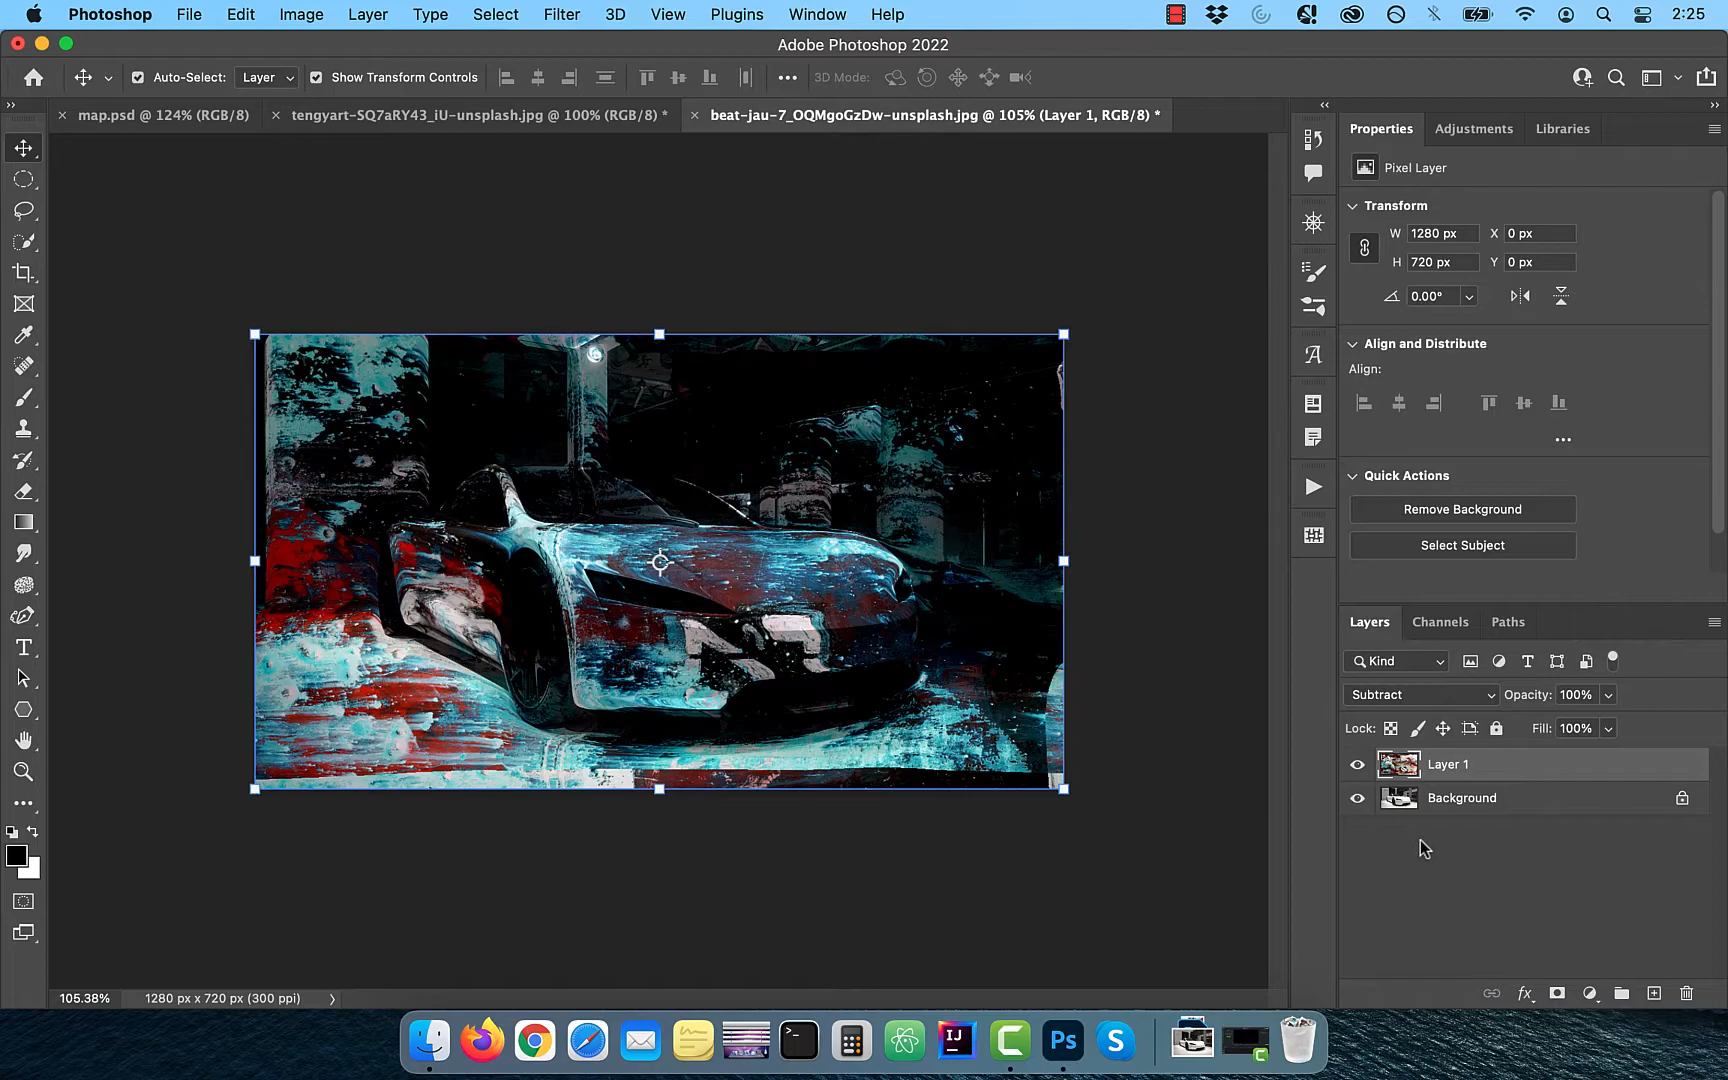 Photoshop File Edit Image Layer Type Select Filter 3D View Plugins Window Help 2:25
Adobe Photoshop 2022
Auto-Select: Layer Show Transform Controls 3D Mode:
map.psd @ 124% (RGB/8) tengyart-SQ7aRY43_iU-unsplash.jpg @ 100% (RGB/8) * beat-jau-7_OQMgoGzDw-unsplash.jpg @ 105% (Layer 1, RGB/8) *
Properties Adjustments Libraries
Pixel Layer
Transform
W 1280 px X 0 px
H 720 px Y 0 px
0.00°
Align and Distribute
Align:
Quick Actions
Remove Background
Select Subject
Layers Channels Paths
Kind
Subtract Opacity: 100%
Lock: Fill: 100%
Layer 1
Background
105.38% 1280 px x 720 px (300 ppi)
IJ
Ps